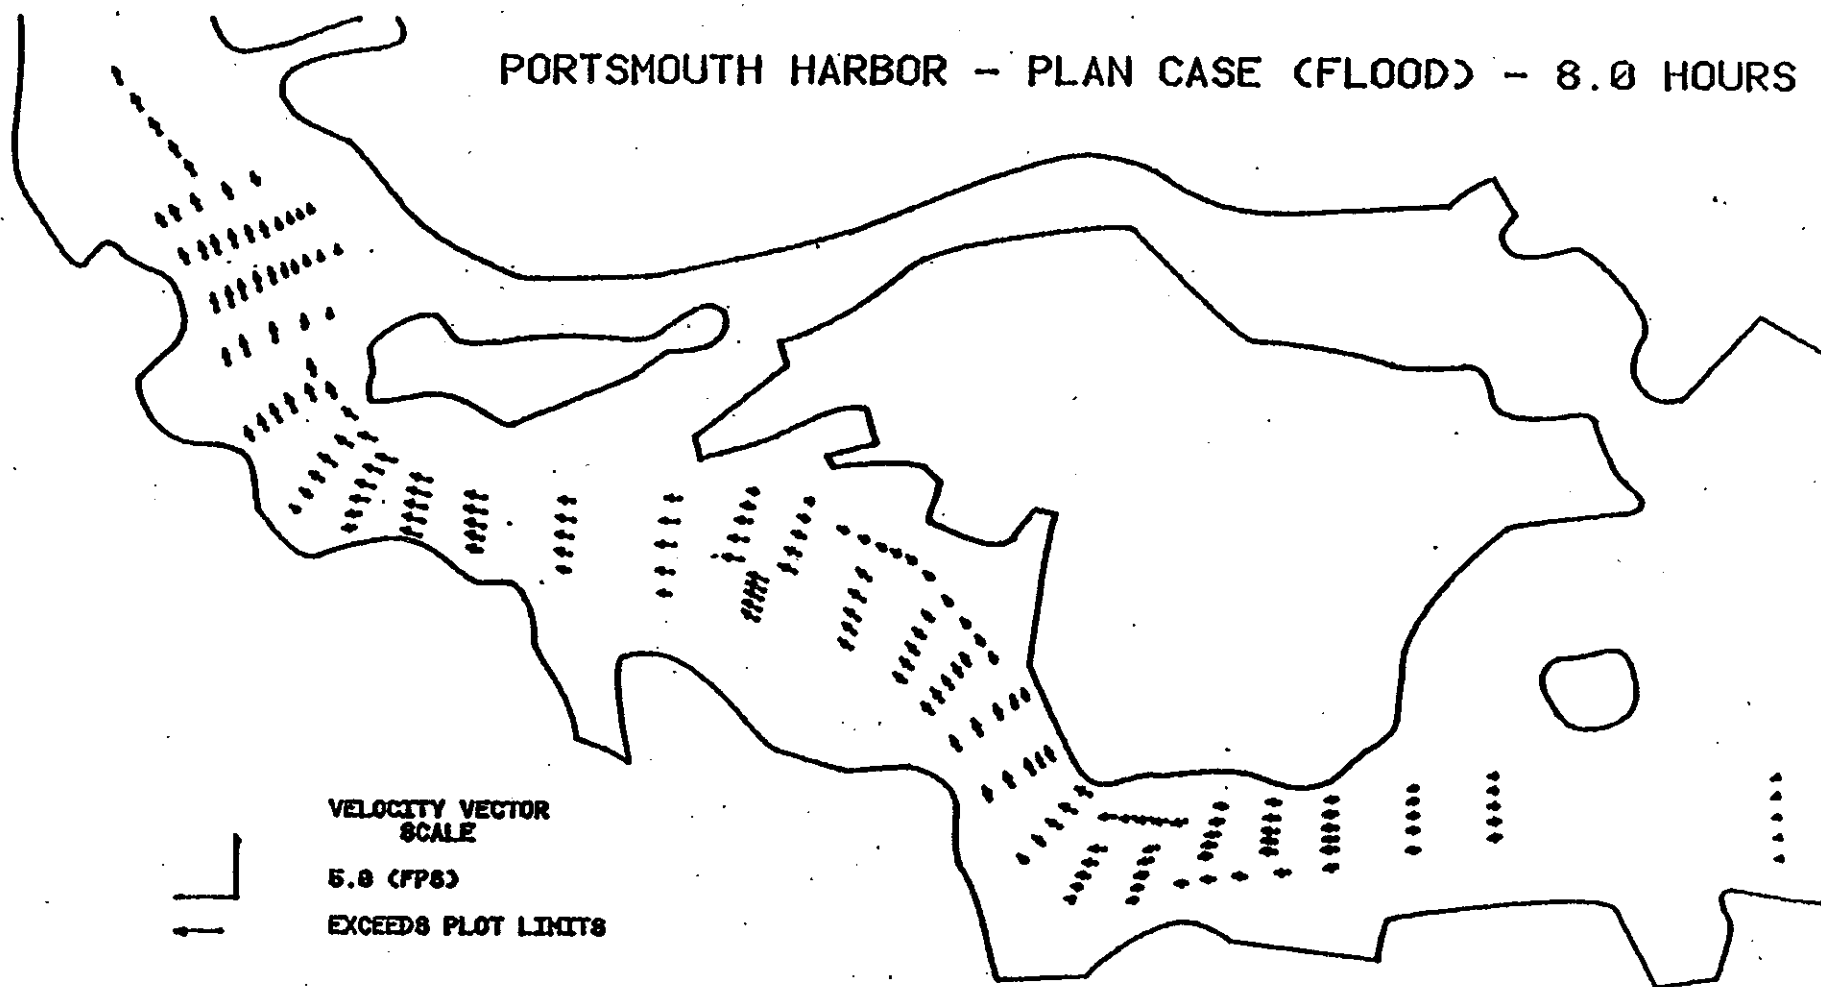 PORTSMOUTH HARBOR - PLAN CASE (FLOOD) - 8.0 HOURS
VELOCITY VECTOR
SCALE
5.0 (FPS)
EXCEEDS PLOT LIMITS